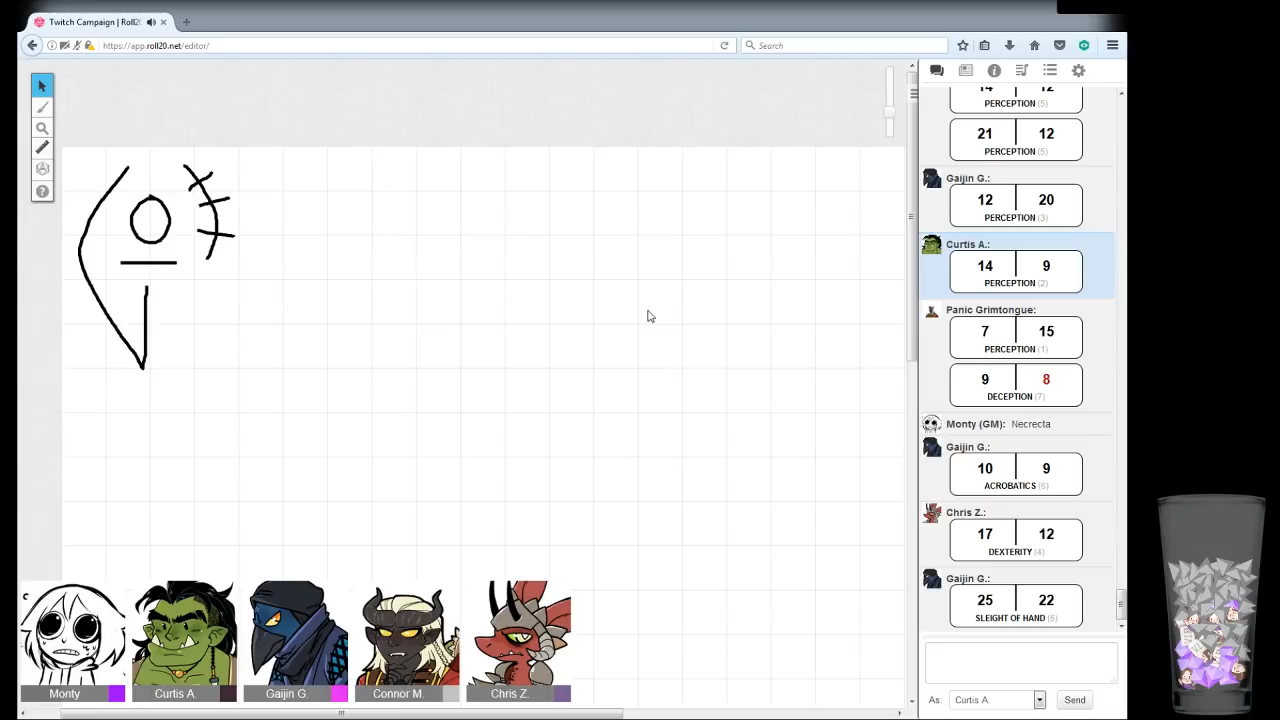 Twitch Campaign | Roll20
https://app.roll20.net/editor/
Search
14 12
PERCEPTION (5)
21 12
PERCEPTION (5)
Gaijin G.:
12 20
PERCEPTION (3)
Curtis A.:
14 9
PERCEPTION (2)
Panic Grimtongue:
7 15
PERCEPTION (1)
9 8
DECEPTION (7)
Monty (GM): Necrecta
Gaijin G.:
10 9
ACROBATICS (6)
Chris Z.:
17 12
DEXTERITY (4)
Gaijin G.:
25 22
SLEIGHT OF HAND (6)
Monty Curtis A. Gaijin G. Connor M. Chris Z.
As: Curtis A. Send